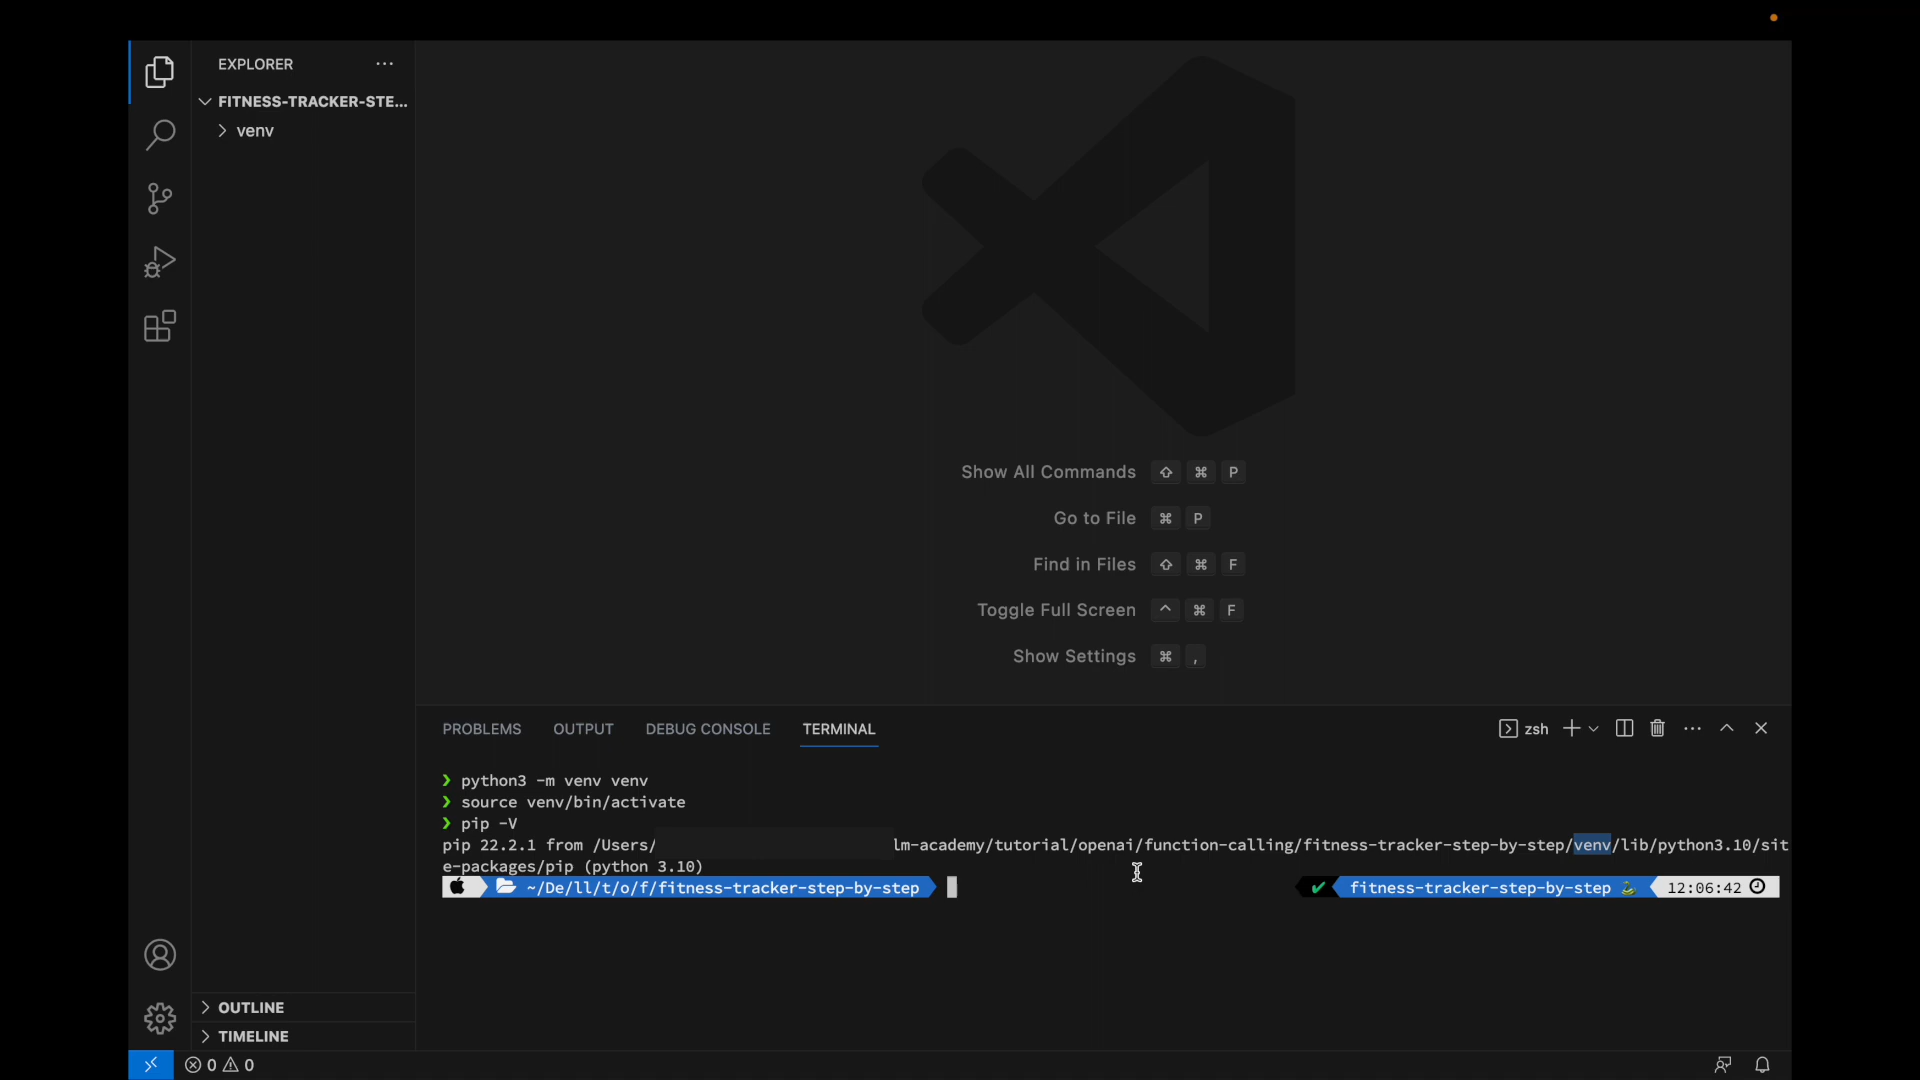 EXPLORER
FITNESS-TRACKER-STE...
venv
Show All Commands ⇧ ⌘ P
Go to File ⌘ P
Find in Files ⇧ ⌘ F
Toggle Full Screen ^ ⌘ F
Show Settings ⌘ ,
PROBLEMS OUTPUT DEBUG CONSOLE TERMINAL zsh
❯ python3 -m venv venv
❯ source venv/bin/activate
❯ pip -V
pip 22.2.1 from /Users/ lm-academy/tutorial/openai/function-calling/fitness-tracker-step-by-step/venv/lib/python3.10/sit
e-packages/pip (python 3.10)
~/De/ll/t/o/f/fitness-tracker-step-by-step ✔ fitness-tracker-step-by-step 12:06:42
OUTLINE
TIMELINE
0 0